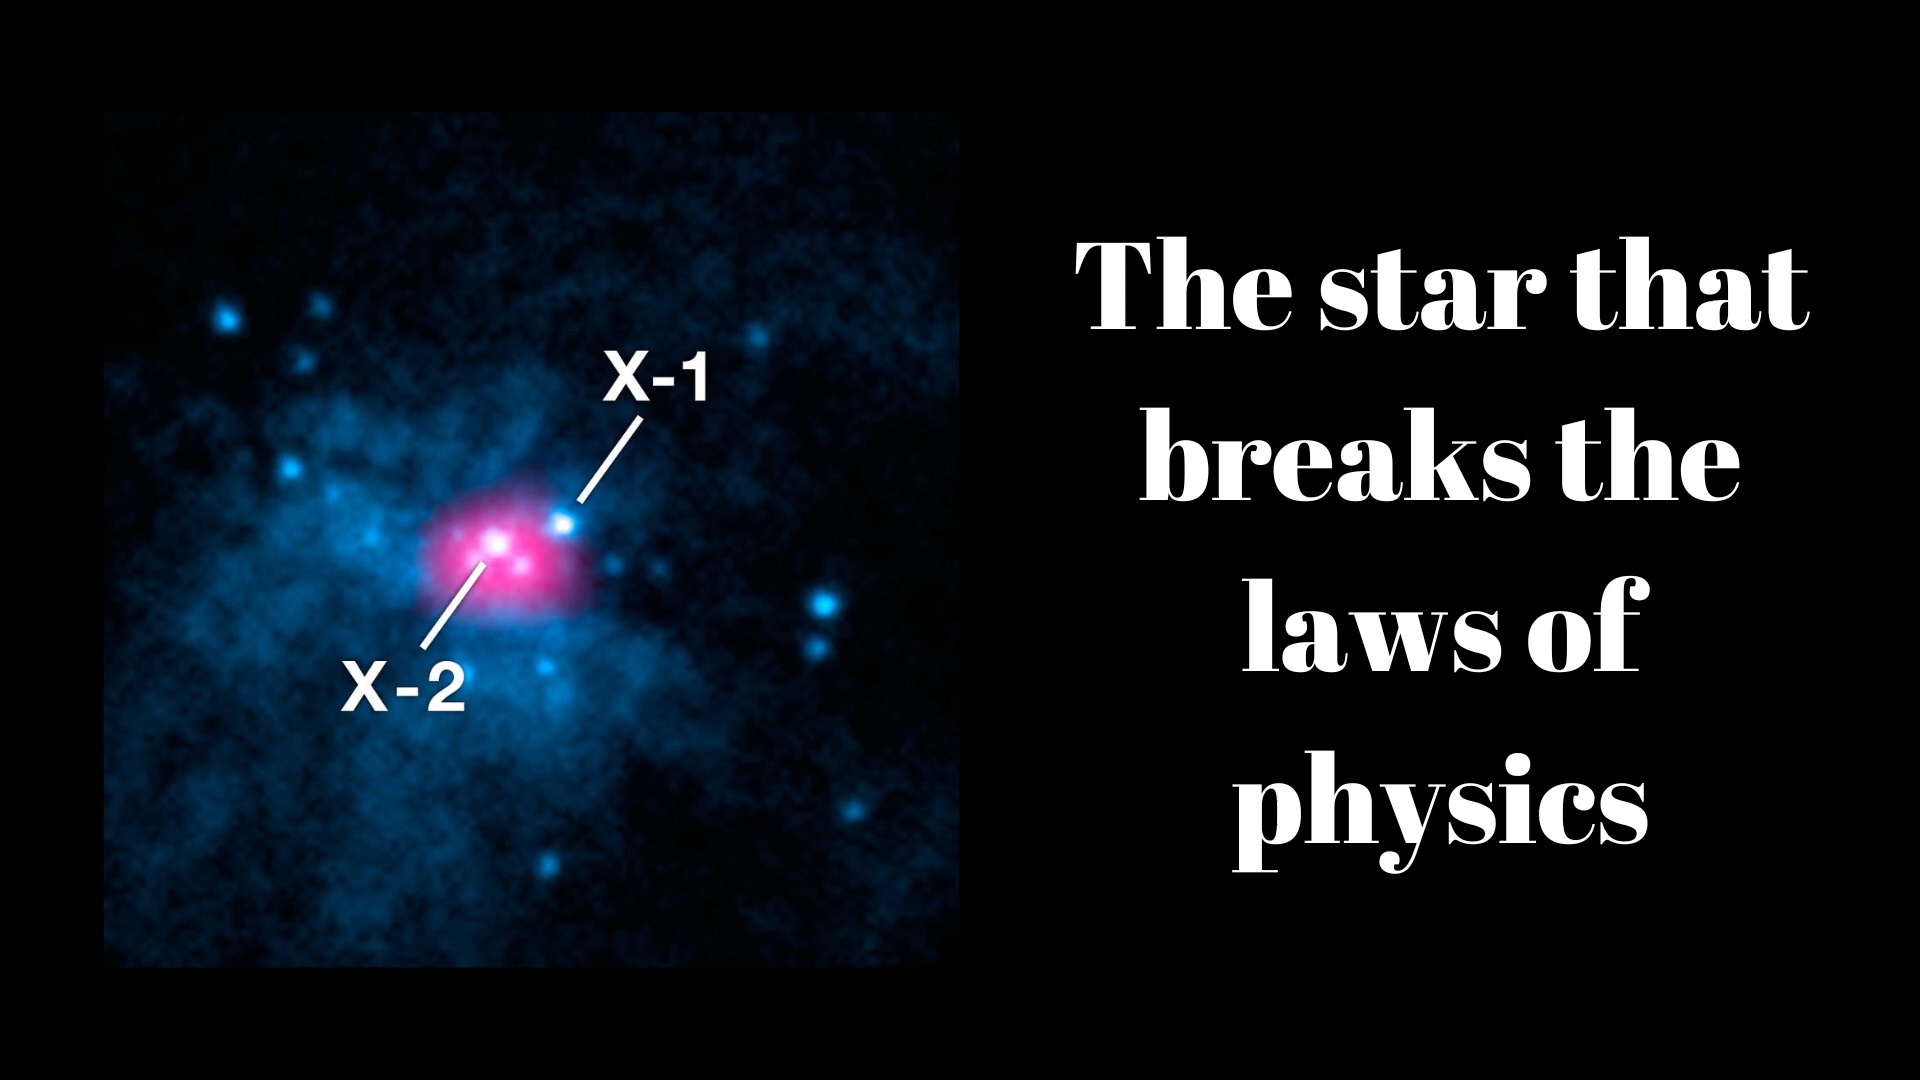 X-1
X-2
The star that
breaks the
laws of
physics